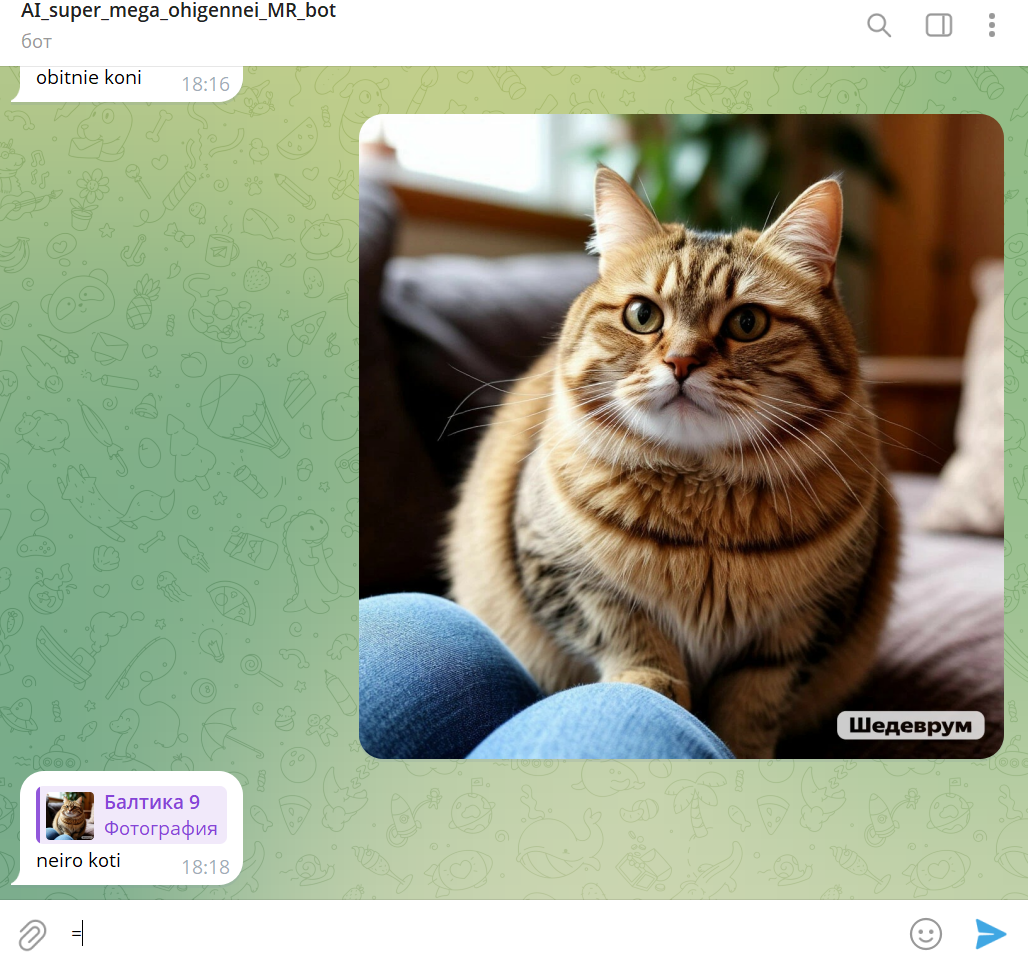 AI_super_mega_ohigennei_MR_bot
бот
obitnie koni 18:16
Шедеврум
Балтика 9
Фотография
neiro koti 18:18
=